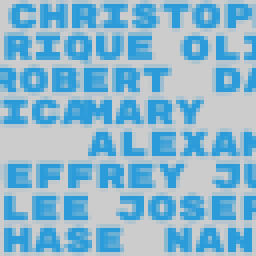 CHRISTOP
RIQUE OLI
ROBERT DA
ICAMARY
ALEXAN
EFFREY JU
LEE JOSEP
HASE NAN